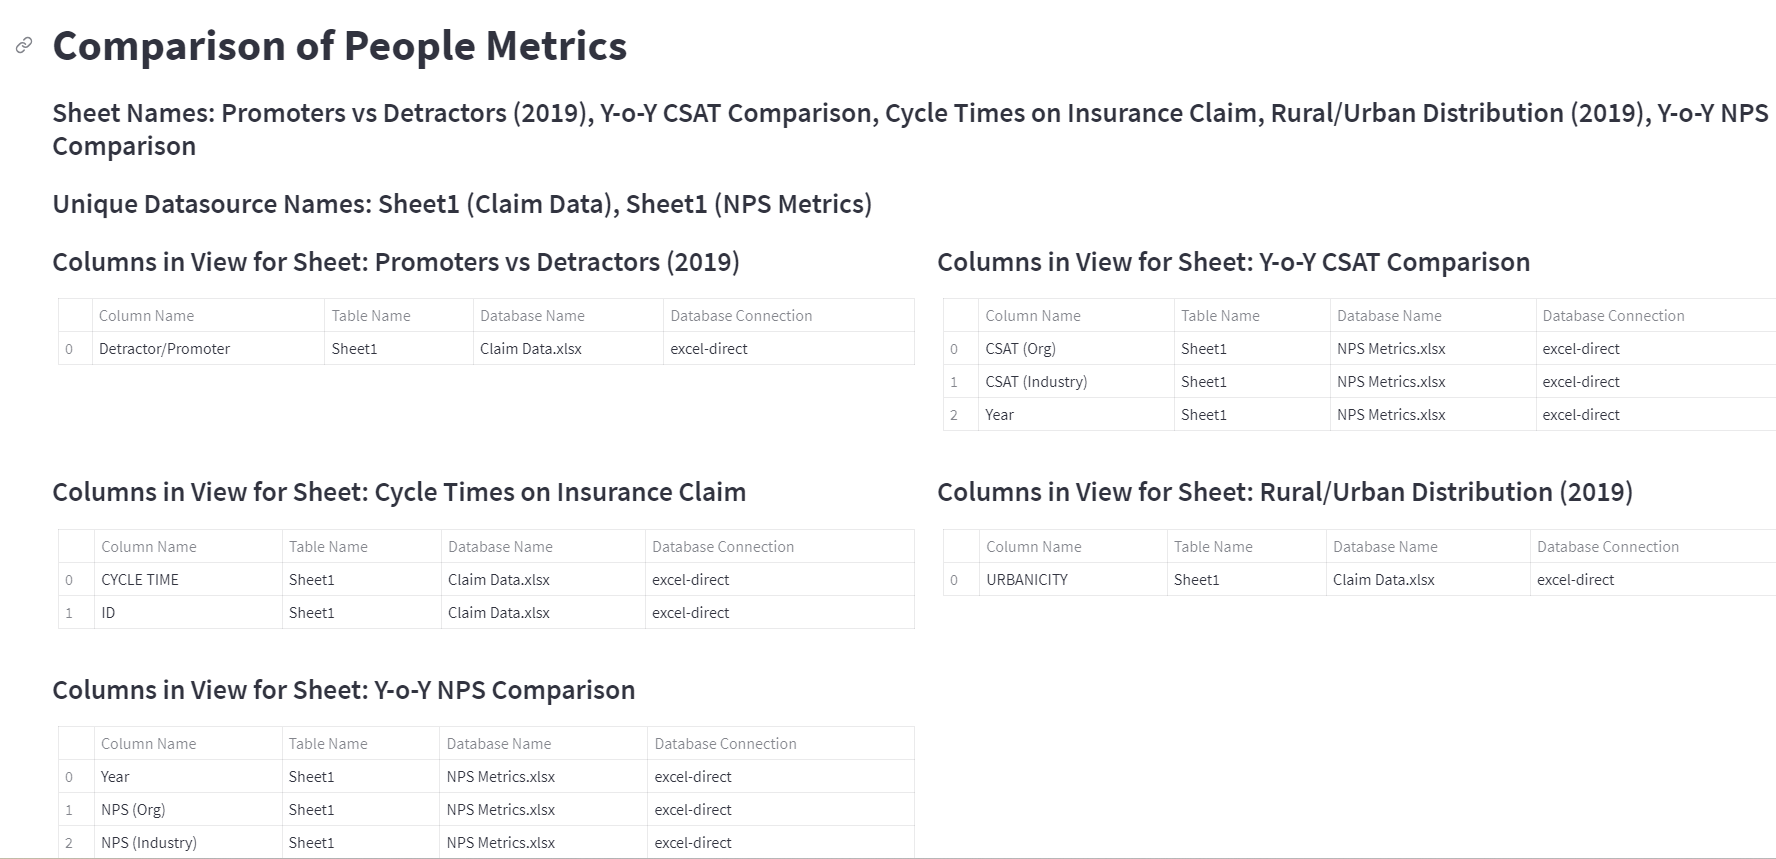 Comparison of People Metrics
Sheet Names: Promoters vs Detractors (2019), Y-o-Y CSAT Comparison, Cycle Times on Insurance Claim, Rural/Urban Distribution (2019), Y-o-Y NPS
Comparison
Unique Datasource Names: Sheet1 (Claim Data), Sheet1 (NPS Metrics)
Columns in View for Sheet: Promoters vs Detractors (2019)
Column Name Table Name Database Name Database Connection
0 Detractor/Promoter Sheet1 Claim Data.xlsx excel-direct
Columns in View for Sheet: Y-o-Y CSAT Comparison
Column Name Table Name Database Name Database Connection
0 CSAT (Org) Sheet1 NPS Metrics.xlsx excel-direct
1 CSAT (Industry) Sheet1 NPS Metrics.xlsx excel-direct
2 Year Sheet1 NPS Metrics.xlsx excel-direct
Columns in View for Sheet: Cycle Times on Insurance Claim
Column Name Table Name Database Name Database Connection
0 CYCLE TIME Sheet1 Claim Data.xlsx excel-direct
1 ID Sheet1 Claim Data.xlsx excel-direct
Columns in View for Sheet: Rural/Urban Distribution (2019)
Column Name Table Name Database Name Database Connection
0 URBANICITY Sheet1 Claim Data.xlsx excel-direct
Columns in View for Sheet: Y-o-Y NPS Comparison
Column Name Table Name Database Name Database Connection
0 Year Sheet1 NPS Metrics.xlsx excel-direct
1 NPS (Org) Sheet1 NPS Metrics.xlsx excel-direct
2 NPS (Industry) Sheet1 NPS Metrics.xlsx excel-direct